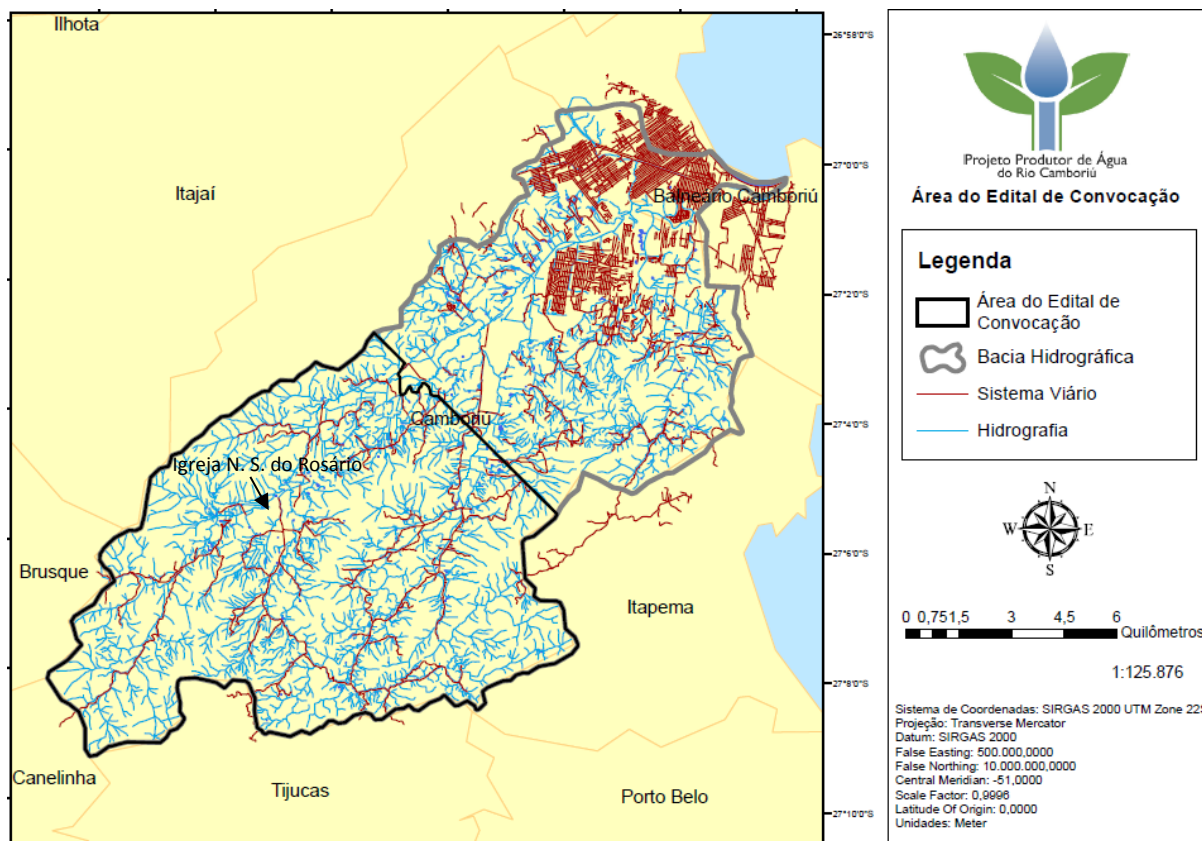 Ilhota
Itajaí
Balneário Camboriú
Camboriú
Igreja N. S. do Rosário
Brusque
Itapema
Canelinha
Tijucas
Porto Belo
26°58'0"S
27°0'0"S
27°2'0"S
27°4'0"S
27°6'0"S
27°8'0"S
27°10'0"S
Projeto Produtor de Água
do Rio Camboriú
Área do Edital de Convocação
Legenda
Área do Edital de
Convocação
Bacia Hidrográfica
Sistema Viário
Hidrografia
N
W
E
S
0 0,75 1,5 3 4,5 6
Quilômetros
1:125.876
Sistema de Coordenadas: SIRGAS 2000 UTM Zone 22S
Projeção: Transverse Mercator
Datum: SIRGAS 2000
False Easting: 500.000,0000
False Northing: 10.000.000,0000
Central Meridian: -51,0000
Scale Factor: 0,9996
Latitude Of Origin: 0,0000
Unidades: Meter